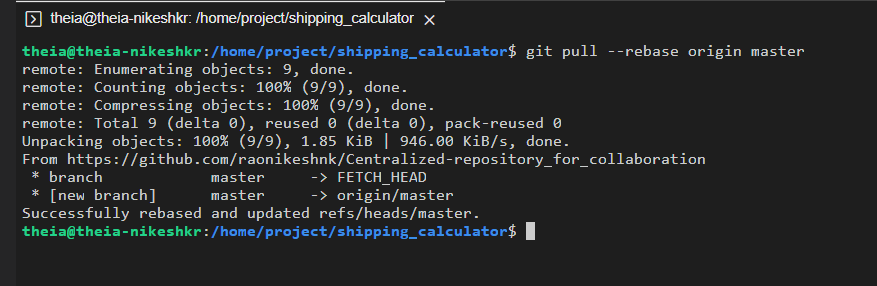 theia@theia-nikeshkr: /home/project/shipping_calculator ×
theia@theia-nikeshkr:/home/project/shipping_calculator$ git pull --rebase origin master
remote: Enumerating objects: 9, done.
remote: Counting objects: 100% (9/9), done.
remote: Compressing objects: 100% (9/9), done.
remote: Total 9 (delta 0), reused 0 (delta 0), pack-reused 0
Unpacking objects: 100% (9/9), 1.85 KiB | 946.00 KiB/s, done.
From https://github.com/raonikeshnk/Centralized-repository_for_collaboration
 * branch            master     -> FETCH_HEAD
 * [new branch]      master     -> origin/master
Successfully rebased and updated refs/heads/master.
theia@theia-nikeshkr:/home/project/shipping_calculator$